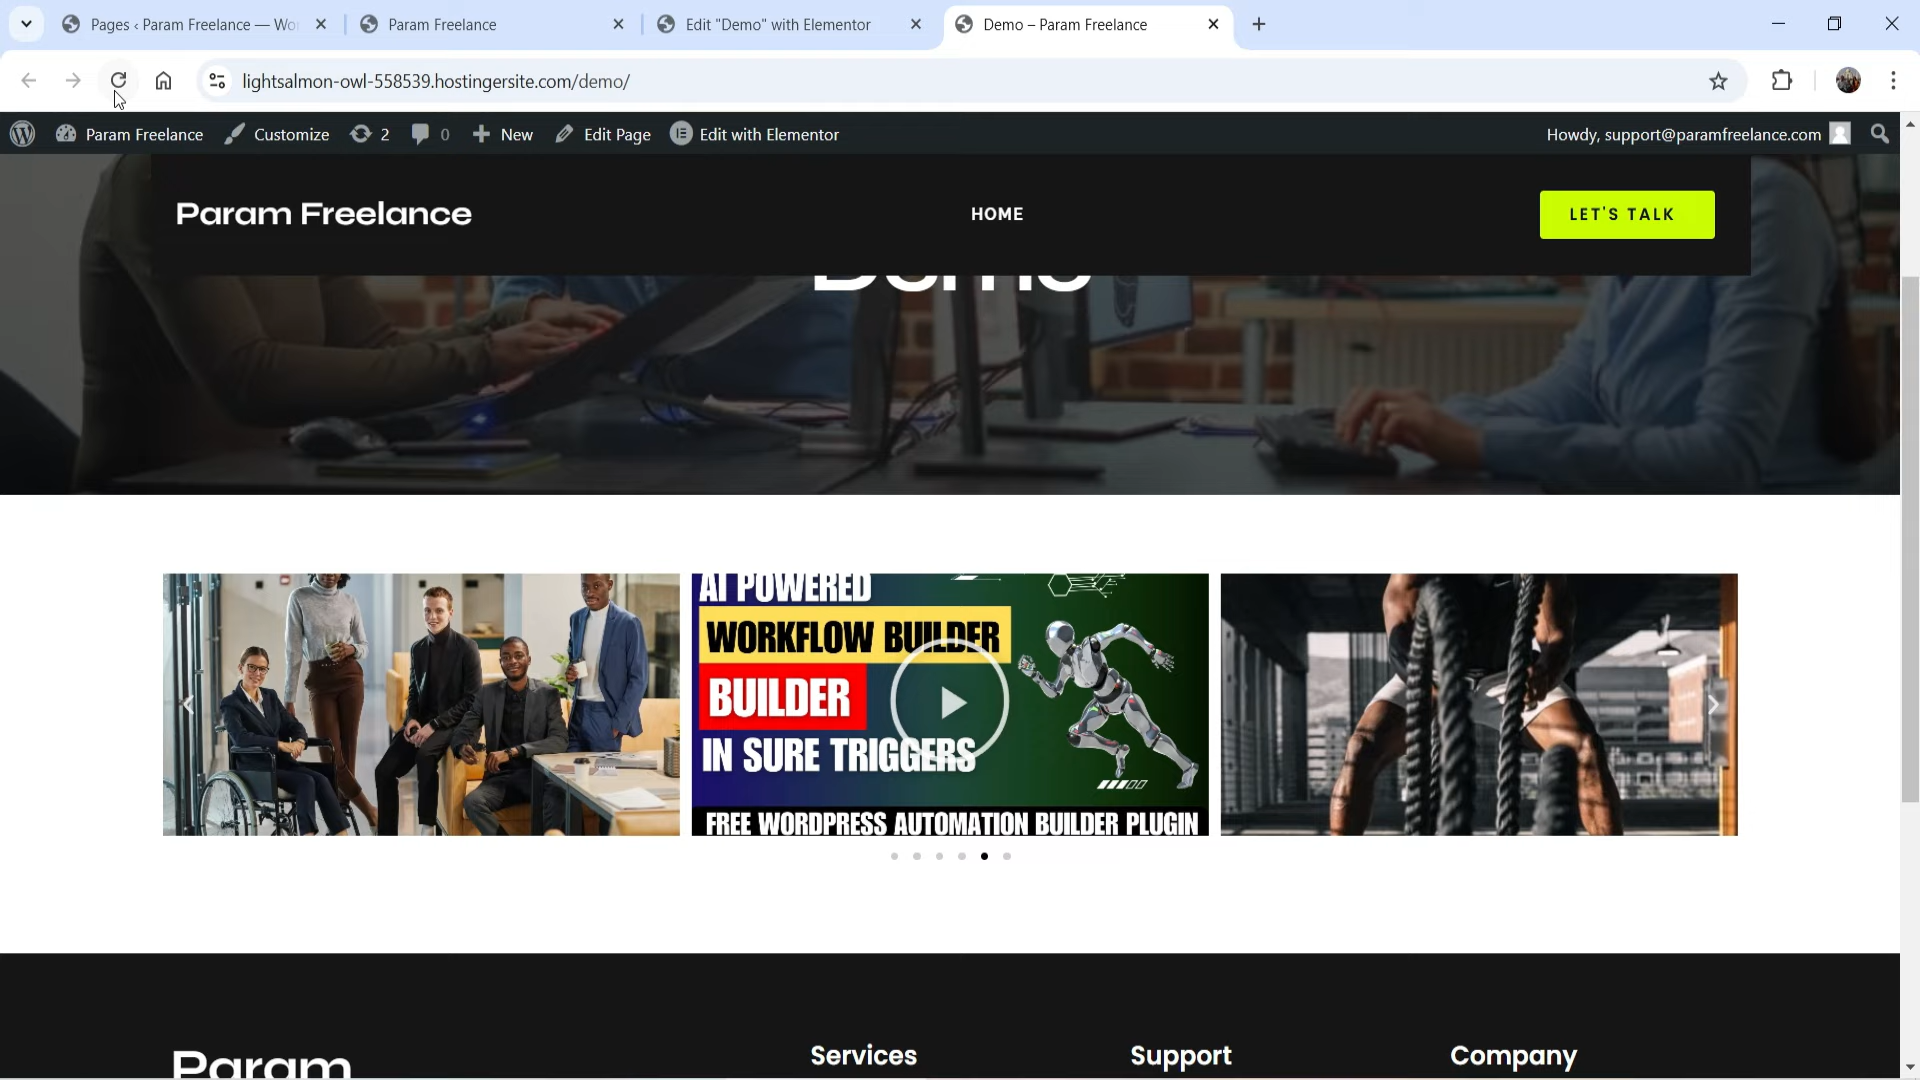 Pages ‹ Param Freelance — Wo
Param Freelance
Edit "Demo" with Elementor
Demo – Param Freelance
lightsalmon-owl-558539.hostingersite.com/demo/
Param Freelance
Customize
2
0
New
Edit Page
Edit with Elementor
Howdy, support@paramfreelance.com
Param Freelance
HOME
LET'S TALK
Demo
AI POWERED
WORKFLOW BUILDER
BUILDER
IN SURE TRIGGERS
FREE WORDPRESS AUTOMATION BUILDER PLUGIN
Param
Services
Support
Company